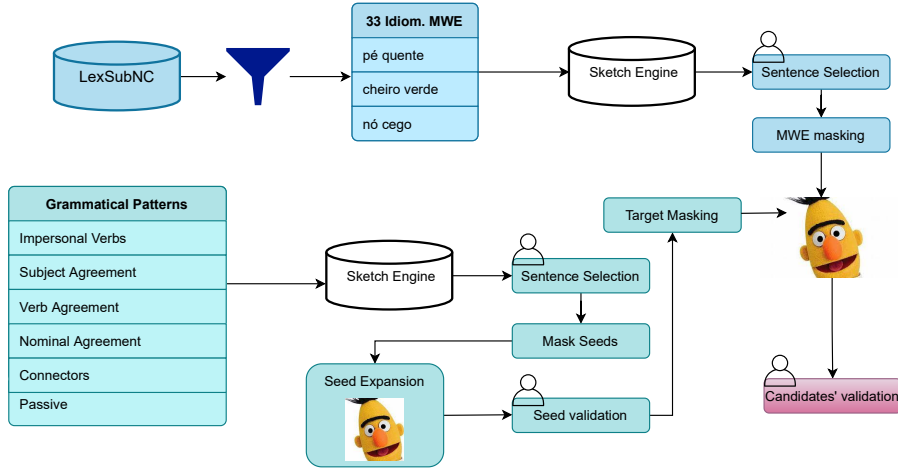 LexSubNC
33 Idiom. MWE
pé quente
cheiro verde
nó cego
Sketch Engine
Sentence Selection
MWE masking
Grammatical Patterns
Impersonal Verbs
Subject Agreement
Verb Agreement
Nominal Agreement
Connectors
Passive
Sketch Engine
Sentence Selection
Mask Seeds
Seed Expansion
Seed validation
Target Masking
Candidates' validation